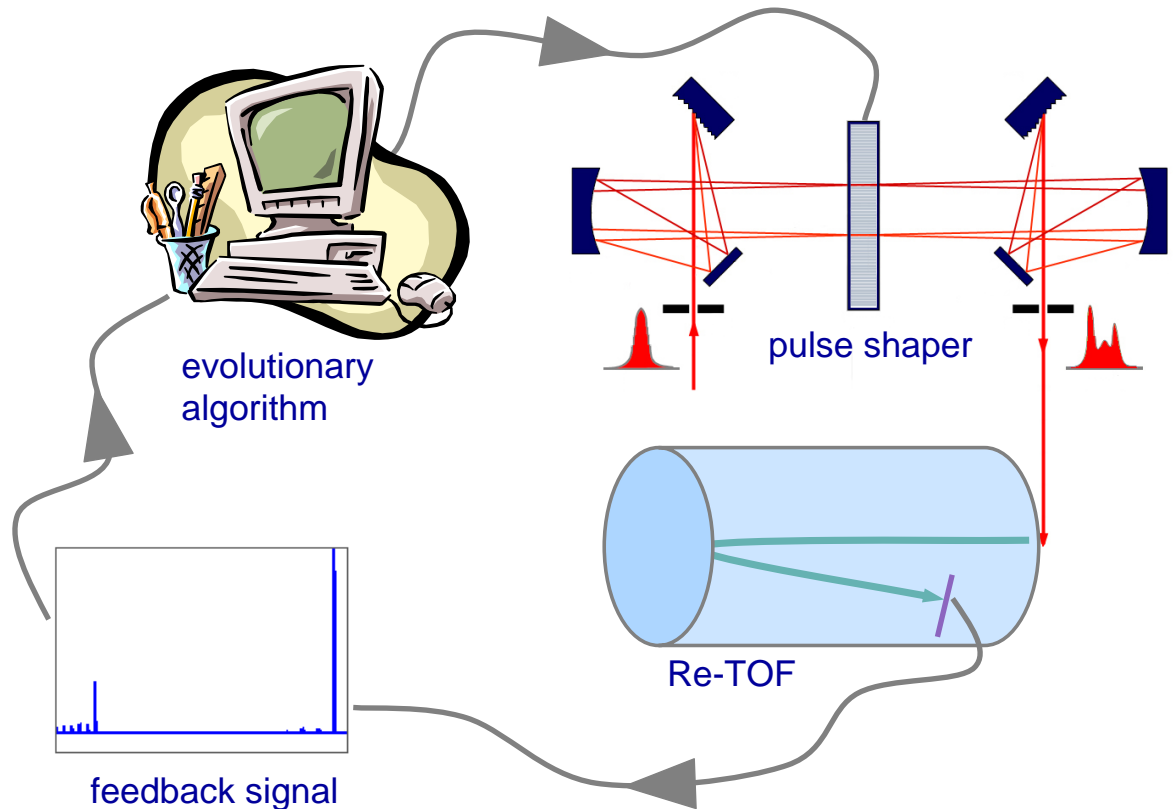 evolutionary
algorithm
pulse shaper
Re-TOF
feedback signal